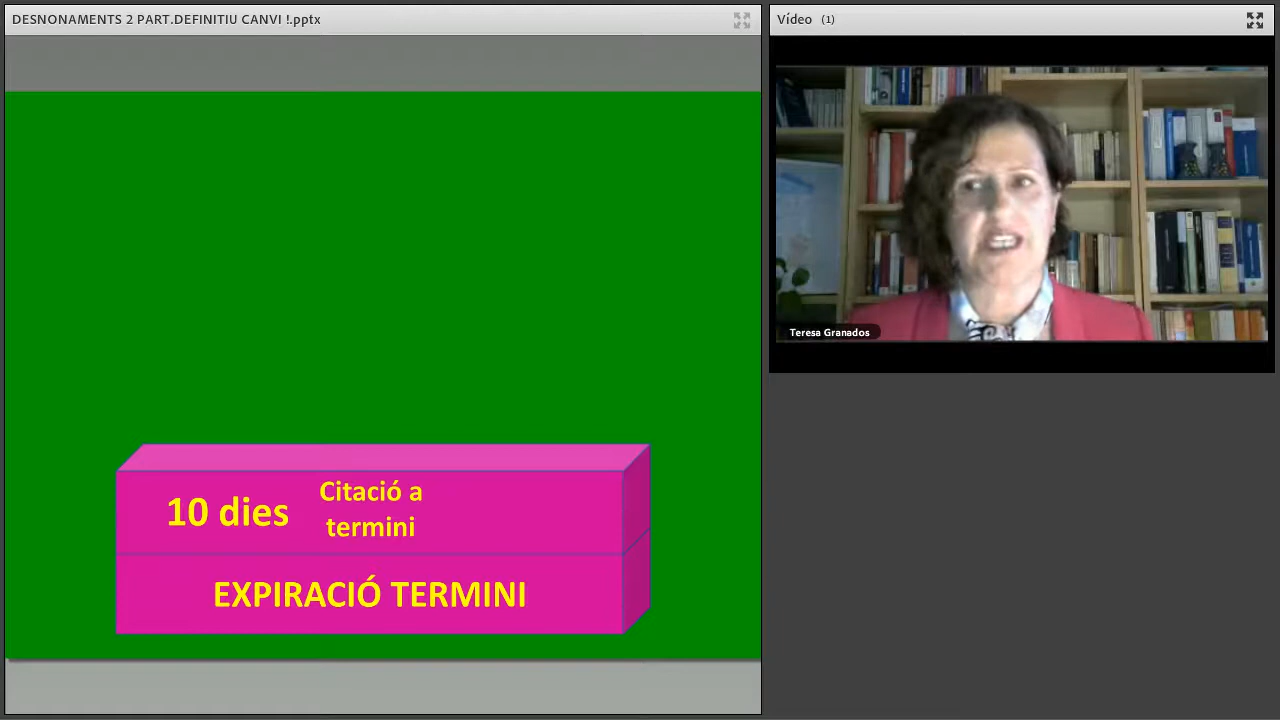 DESNONAMENTS 2 PART.DEFINITIU CANVI !.pptx
Vídeo (1)
Teresa Granados
10 dies
Citació a
termini
EXPIRACIÓ TERMINI